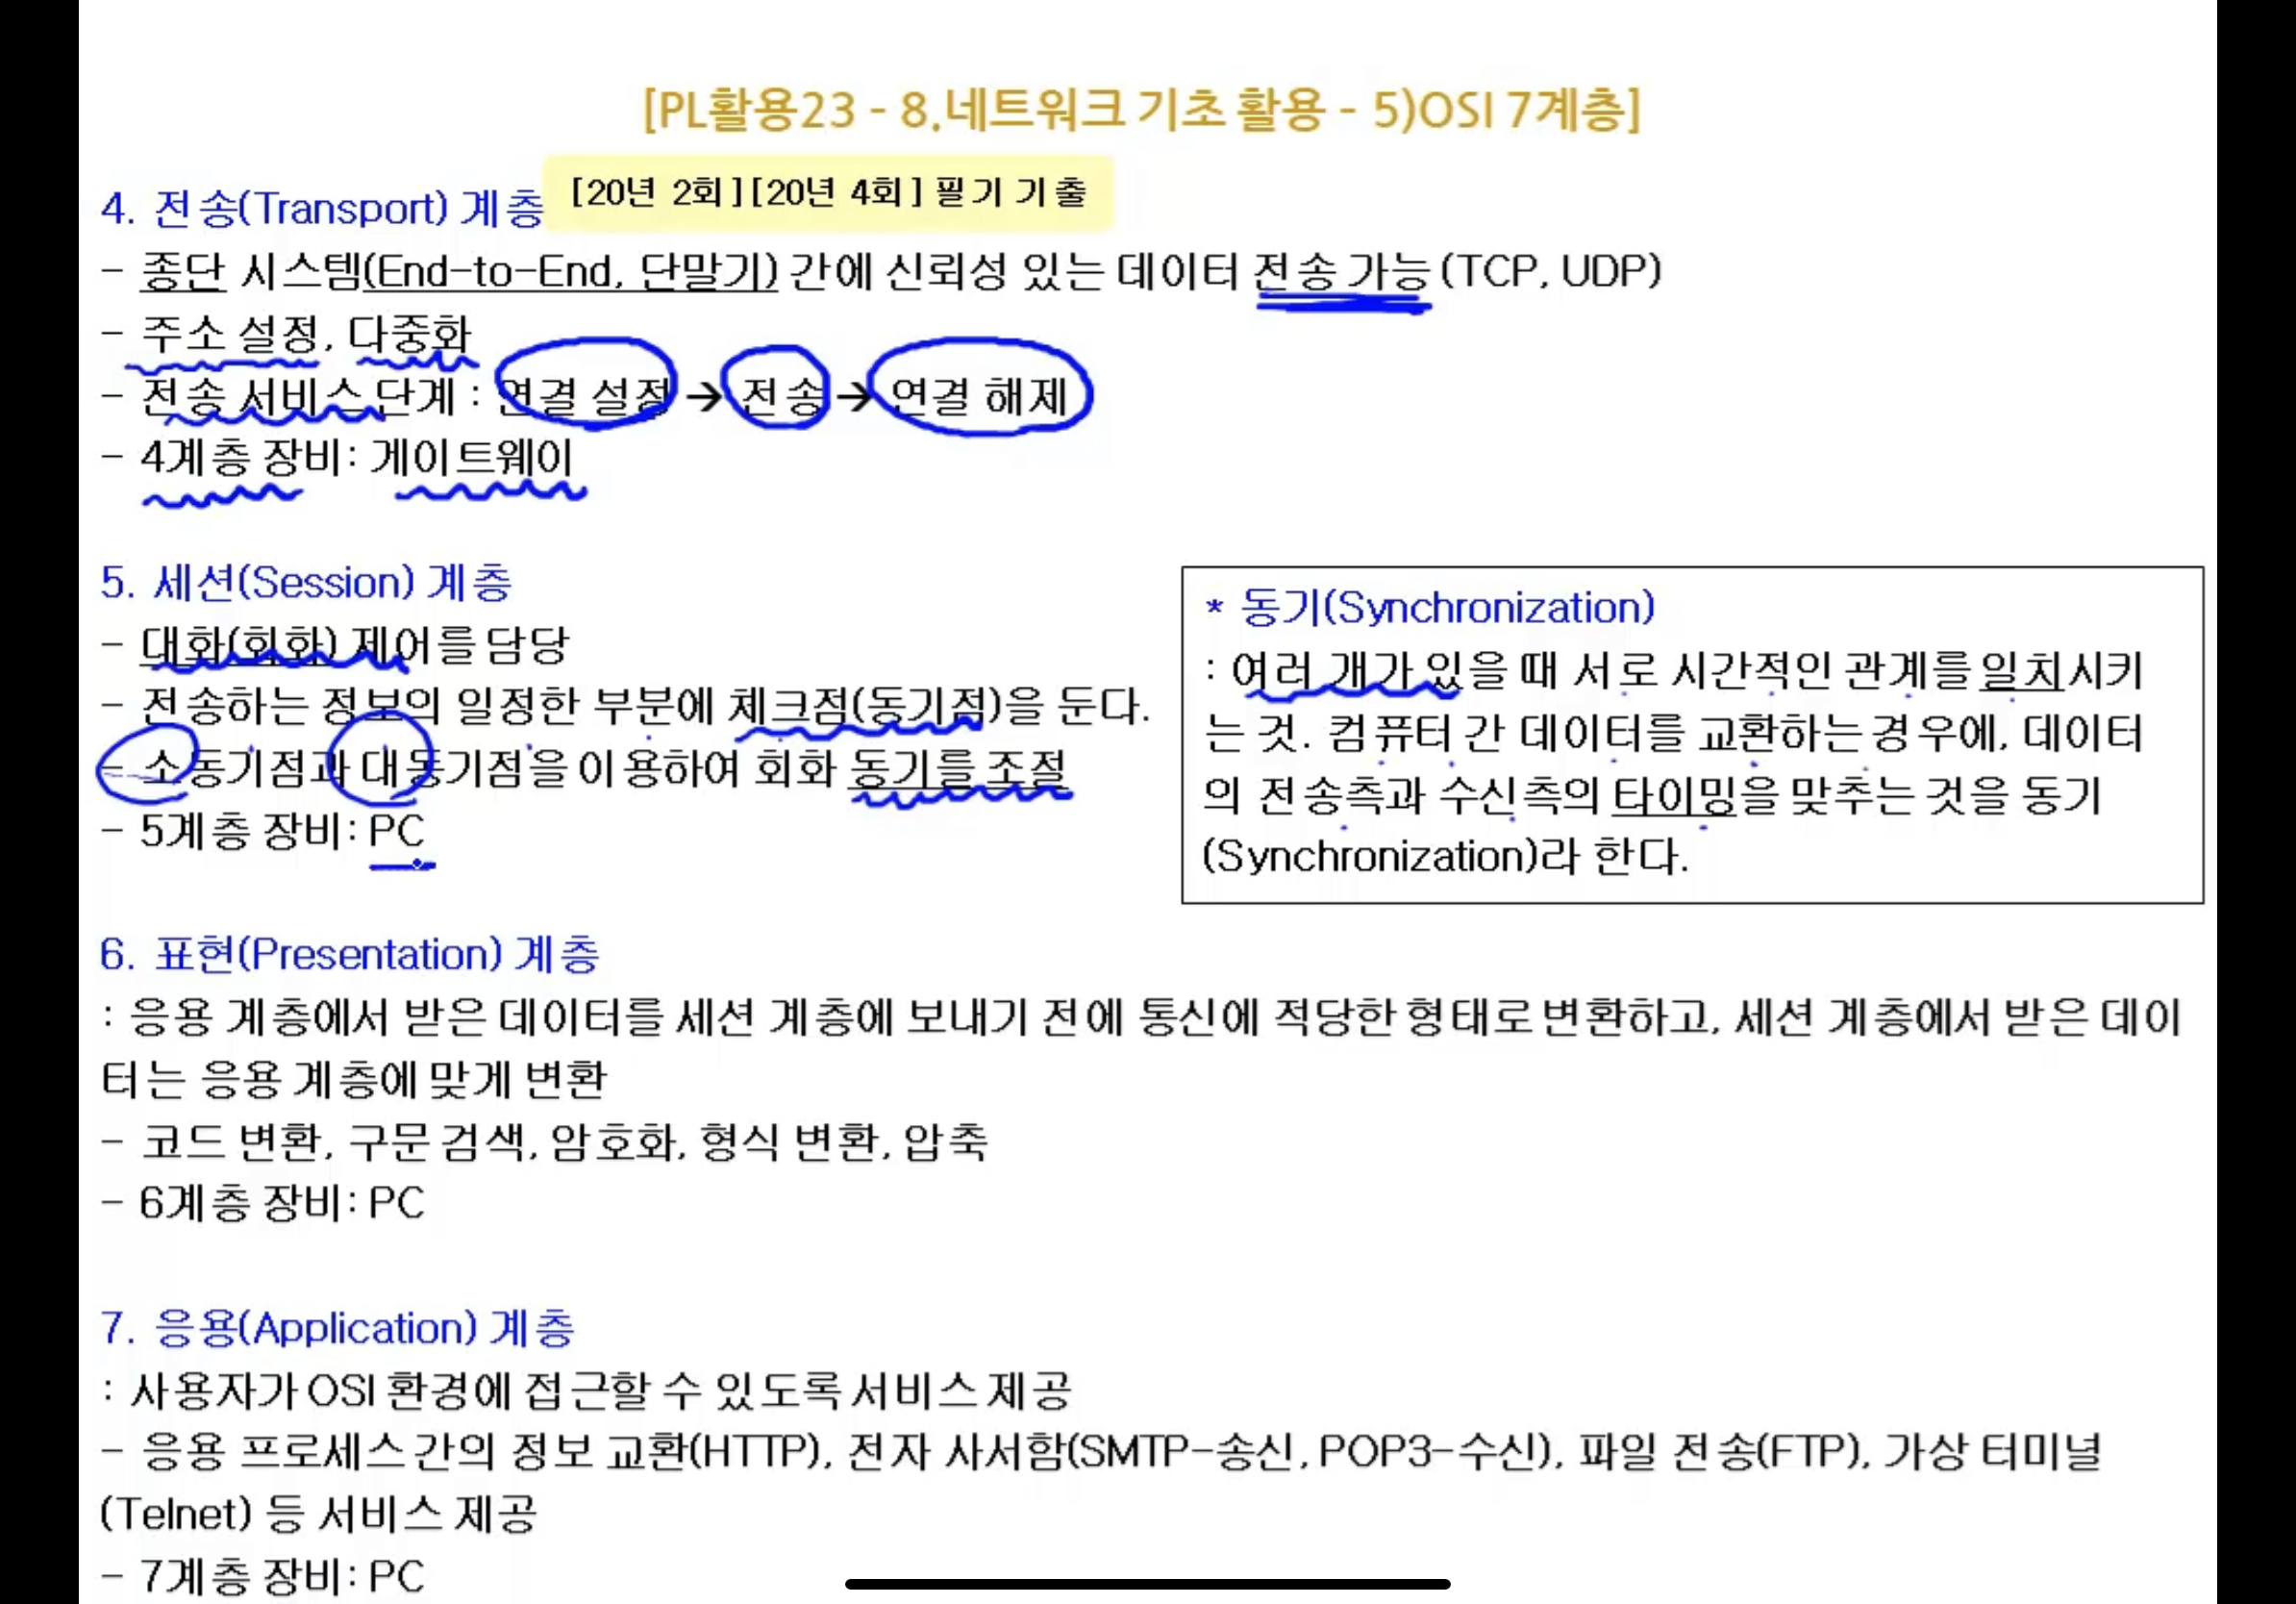 [PL활용23 - 8.네트워크 기초 활용 - 5)OSI 7계층]
4. 전송(Transport) 계층
[20년 2회][20년 4회] 필기 기출
- 종단 시스템(End-to-End, 단말기) 간에 신뢰성 있는 데이터 전송 가능(TCP, UDP)
- 주소 설정, 다중화
- 전송 서비스 단계 : 연결 설정 → 전송 → 연결 해제
- 4계층 장비: 게이트웨이
5. 세션(Session) 계층
- 대화(회화) 제어를 담당
- 전송하는 정보의 일정한 부분에 체크점(동기점)을 둔다.
- 소동기점과 대동기점을 이용하여 회화 동기를 조절
- 5계층 장비: PC
* 동기(Synchronization)
: 여러 개가 있을 때 서로 시간적인 관계를 일치시키
는 것. 컴퓨터 간 데이터를 교환하는 경우에, 데이터
의 전송측과 수신측의 타이밍을 맞추는 것을 동기
(Synchronization)라 한다.
6. 표현(Presentation) 계층
: 응용 계층에서 받은 데이터를 세션 계층에 보내기 전에 통신에 적당한 형태로 변환하고, 세션 계층에서 받은 데이
터는 응용 계층에 맞게 변환
- 코드 변환, 구문 검색, 암호화, 형식 변환, 압축
- 6계층 장비: PC
7. 응용(Application) 계층
: 사용자가 OSI 환경에 접근할 수 있도록 서비스 제공
- 응용 프로세스 간의 정보 교환(HTTP), 전자 사서함(SMTP-송신, POP3-수신), 파일 전송(FTP), 가상 터미널
(Telnet) 등 서비스 제공
- 7계층 장비: PC